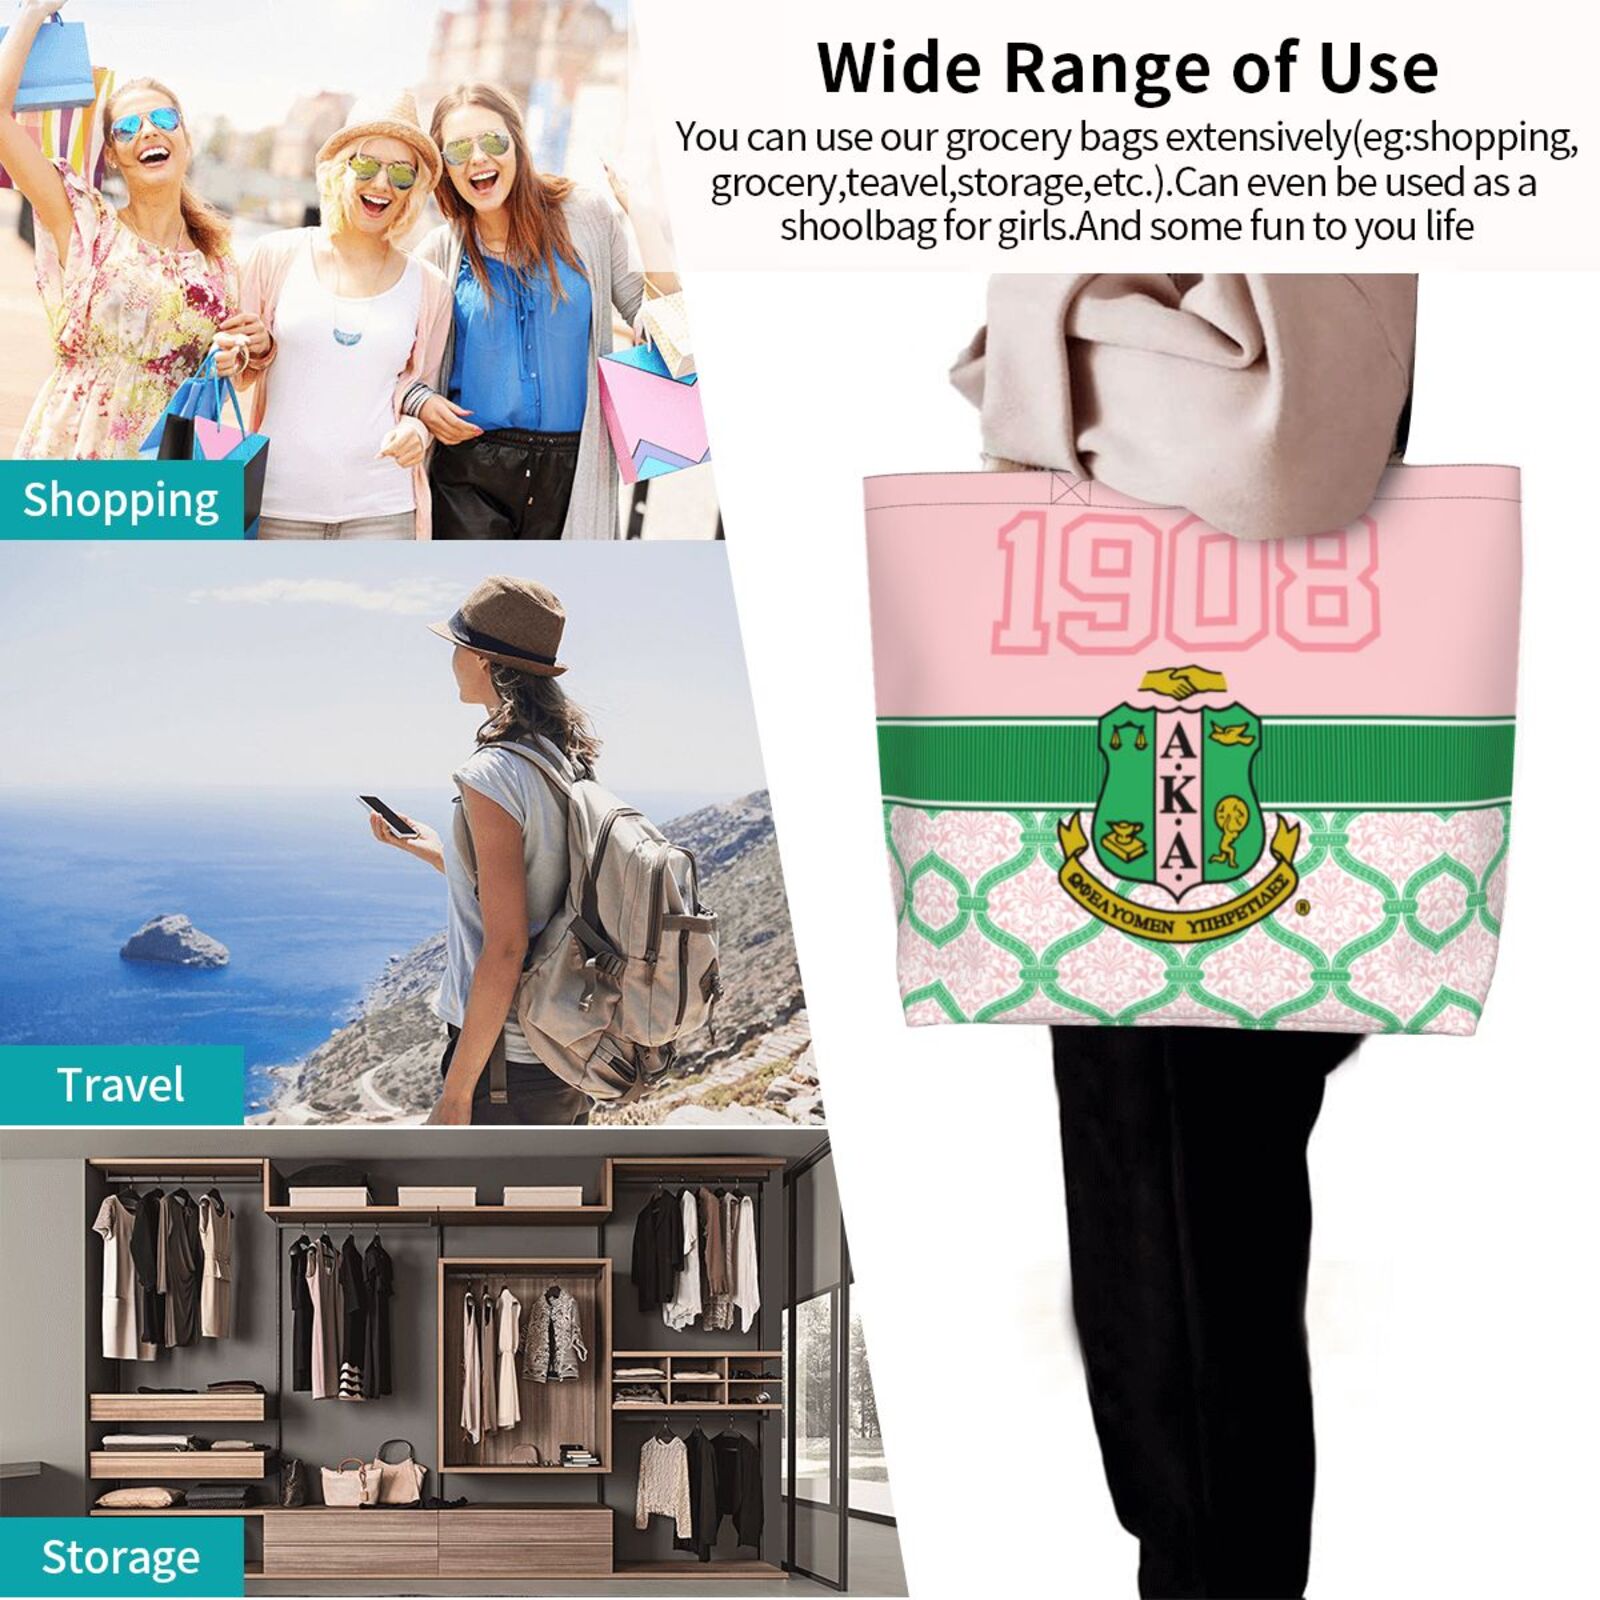 Wide Range of Use
You can use our grocery bags extensively(eg:shopping,
grocery,teavel,storage,etc.).Can even be used as a
shoolbag for girls.And some fun to you life
Shopping
1908
A·K·A·
ΩΦΕΛΥΟΜΕΝ ΥΠΗΡΕΤΙΔΕΣ ®
Travel
Storage